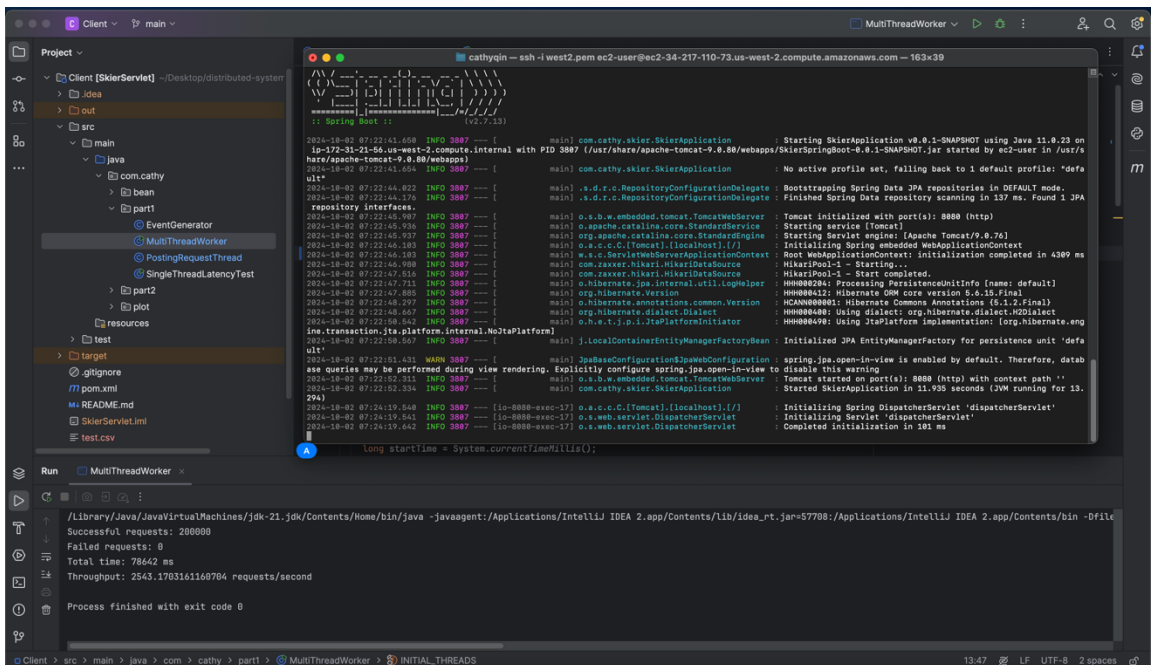 Client
main
MultiThreadWorker
Project
cathyqin — ssh -i west2.pem ec2-user@ec2-34-217-110-73.us-west-2.compute.amazonaws.com — 163×39
Client [SkierServlet] ~/Desktop/distributed-system
.idea
out
src
main
java
com.cathy
bean
part1
EventGenerator
MultiThreadWorker
PostingRequestThread
SingleThreadLatencyTest
part2
plot
resources
test
target
.gitignore
pom.xml
README.md
SkierServlet.iml
test.csv
:: Spring Boot :: (v2.7.13)
2024-10-02 07:22:41.650 INFO 3807 --- [ main] com.cathy.skier.SkierApplication : Starting SkierApplication v0.0.1-SNAPSHOT using Java 11.0.23 on
ip-172-31-21-56.us-west-2.compute.internal with PID 3807 (/usr/share/apache-tomcat-9.0.80/webapps/SkierSpringBoot-0.0.1-SNAPSHOT.jar started by ec2-user in /usr/s
hare/apache-tomcat-9.0.80/webapps)
2024-10-02 07:22:41.654 INFO 3807 --- [ main] com.cathy.skier.SkierApplication : No active profile set, falling back to 1 default profile: "defa
ult"
2024-10-02 07:22:44.022 INFO 3807 --- [ main] .s.d.r.c.RepositoryConfigurationDelegate : Bootstrapping Spring Data JPA repositories in DEFAULT mode.
2024-10-02 07:22:44.176 INFO 3807 --- [ main] .s.d.r.c.RepositoryConfigurationDelegate : Finished Spring Data repository scanning in 137 ms. Found 1 JPA
repository interfaces.
2024-10-02 07:22:45.907 INFO 3807 --- [ main] o.s.b.w.embedded.tomcat.TomcatWebServer : Tomcat initialized with port(s): 8080 (http)
2024-10-02 07:22:45.936 INFO 3807 --- [ main] o.apache.catalina.core.StandardService : Starting service [Tomcat]
2024-10-02 07:22:45.937 INFO 3807 --- [ main] org.apache.catalina.core.StandardEngine : Starting Servlet engine: [Apache Tomcat/9.0.76]
2024-10-02 07:22:46.103 INFO 3807 --- [ main] o.a.c.c.C.[Tomcat].[localhost].[/] : Initializing Spring embedded WebApplicationContext
2024-10-02 07:22:46.103 INFO 3807 --- [ main] w.s.c.ServletWebServerApplicationContext : Root WebApplicationContext: initialization completed in 4309 ms
2024-10-02 07:22:46.980 INFO 3807 --- [ main] com.zaxxer.hikari.HikariDataSource : HikariPool-1 - Starting...
2024-10-02 07:22:47.516 INFO 3807 --- [ main] com.zaxxer.hikari.HikariDataSource : HikariPool-1 - Start completed.
2024-10-02 07:22:47.711 INFO 3807 --- [ main] o.hibernate.jpa.internal.util.LogHelper : HHH000204: Processing PersistenceUnitInfo [name: default]
2024-10-02 07:22:47.885 INFO 3807 --- [ main] org.hibernate.Version : HHH000412: Hibernate ORM core version 5.6.15.Final
2024-10-02 07:22:48.297 INFO 3807 --- [ main] o.hibernate.annotations.common.Version : HCANN000001: Hibernate Commons Annotations {5.1.2.Final}
2024-10-02 07:22:48.667 INFO 3807 --- [ main] org.hibernate.dialect.Dialect : HHH000400: Using dialect: org.hibernate.dialect.H2Dialect
2024-10-02 07:22:50.542 INFO 3807 --- [ main] o.h.e.t.j.p.i.JtaPlatformInitiator : HHH000490: Using JtaPlatform implementation: [org.hibernate.eng
ine.transaction.jta.platform.internal.NoJtaPlatform]
2024-10-02 07:22:50.567 INFO 3807 --- [ main] j.LocalContainerEntityManagerFactoryBean : Initialized JPA EntityManagerFactory for persistence unit 'defa
ult'
2024-10-02 07:22:51.431 WARN 3807 --- [ main] JpaBaseConfiguration$JpaWebConfiguration : spring.jpa.open-in-view is enabled by default. Therefore, datab
ase queries may be performed during view rendering. Explicitly configure spring.jpa.open-in-view to disable this warning
2024-10-02 07:22:52.311 INFO 3807 --- [ main] o.s.b.w.embedded.tomcat.TomcatWebServer : Tomcat started on port(s): 8080 (http) with context path ''
2024-10-02 07:22:52.334 INFO 3807 --- [ main] com.cathy.skier.SkierApplication : Started SkierApplication in 11.935 seconds (JVM running for 13.
294)
2024-10-02 07:24:19.540 INFO 3807 --- [io-8080-exec-17] o.a.c.c.C.[Tomcat].[localhost].[/] : Initializing Spring DispatcherServlet 'dispatcherServlet'
2024-10-02 07:24:19.541 INFO 3807 --- [io-8080-exec-17] o.s.web.servlet.DispatcherServlet : Initializing Servlet 'dispatcherServlet'
2024-10-02 07:24:19.642 INFO 3807 --- [io-8080-exec-17] o.s.web.servlet.DispatcherServlet : Completed initialization in 101 ms
A
long startTime = System.currentTimeMillis();
Run MultiThreadWorker
/Library/Java/JavaVirtualMachines/jdk-21.jdk/Contents/Home/bin/java -javaagent:/Applications/IntelliJ IDEA 2.app/Contents/lib/idea_rt.jar=57708:/Applications/IntelliJ IDEA 2.app/Contents/bin -Dfile
Successful requests: 200000
Failed requests: 0
Total time: 78642 ms
Throughput: 2543.1703161160704 requests/second
Process finished with exit code 0
Client > src > main > java > com > cathy > part1 > MultiThreadWorker > INITIAL_THREADS
13:47 LF UTF-8 2 spaces